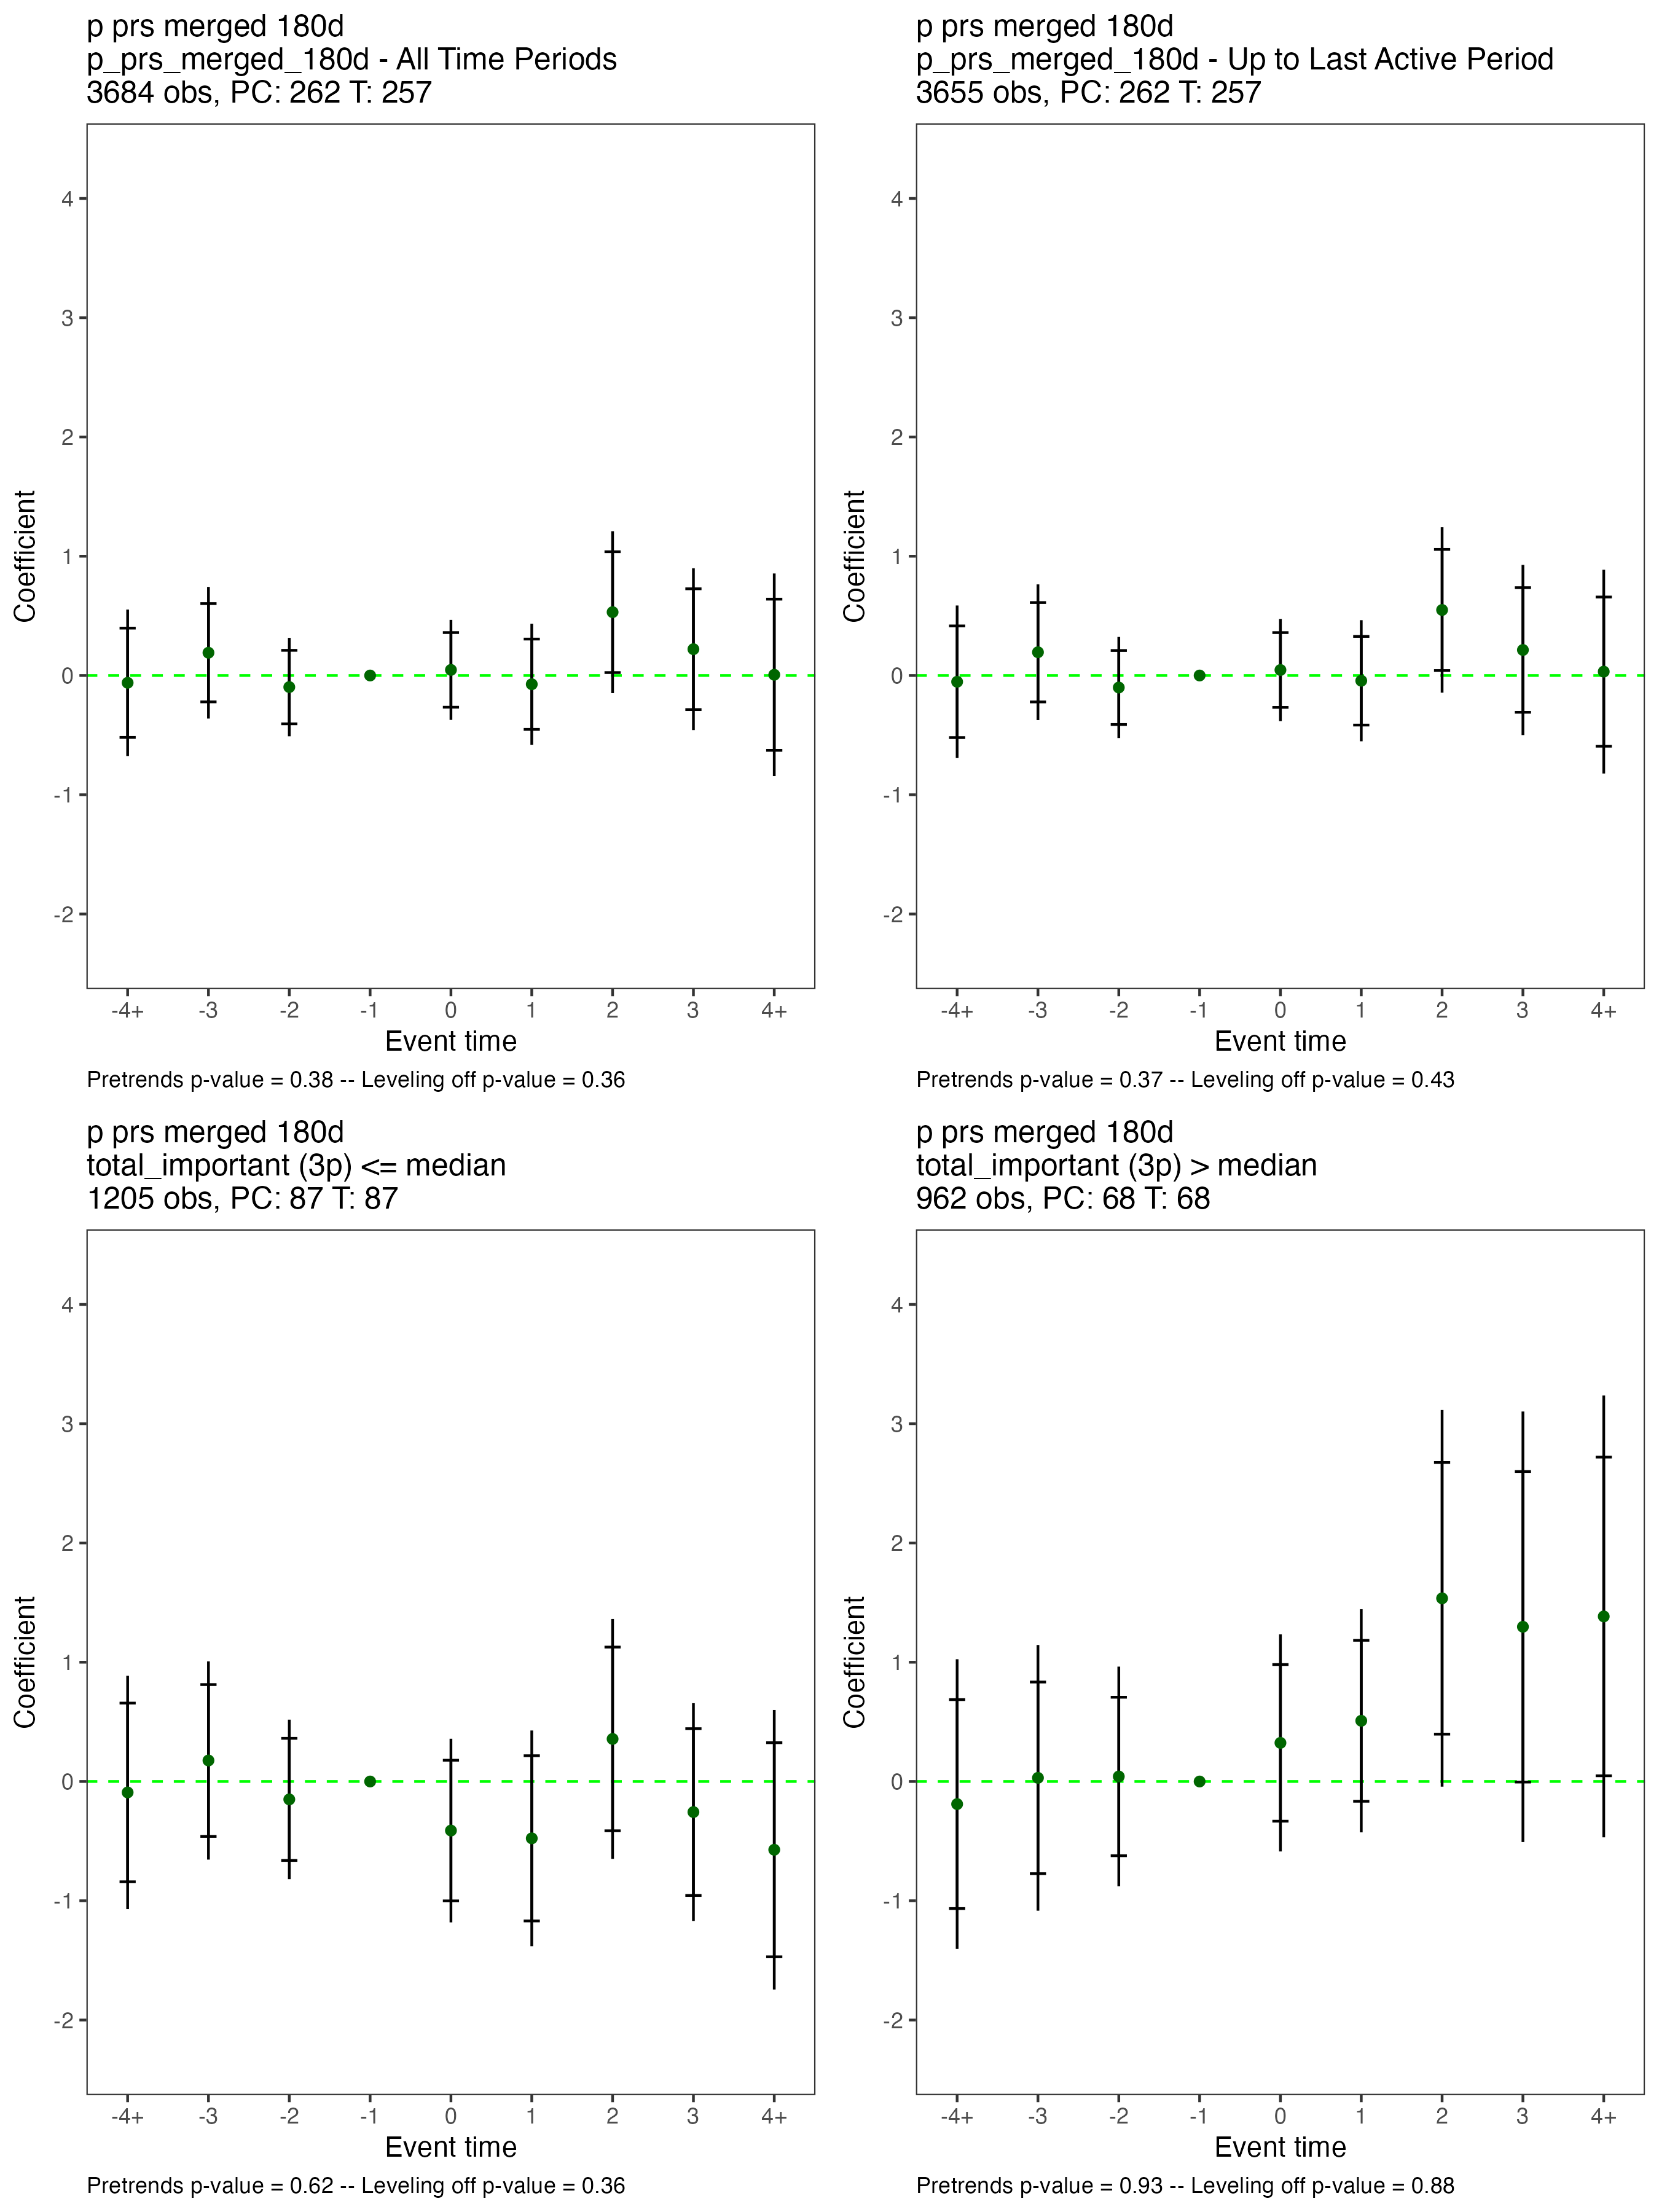 p prs merged 180d
p_prs_merged_180d - All Time Periods
3684 obs, PC: 262 T: 257
Coefficient
4
3
2
1
0
-1
-2
-4+ -3 -2 -1 0 1 2 3 4+
Event time
Pretrends p-value = 0.38 -- Leveling off p-value = 0.36
p prs merged 180d
p_prs_merged_180d - Up to Last Active Period
3655 obs, PC: 262 T: 257
Coefficient
4
3
2
1
0
-1
-2
-4+ -3 -2 -1 0 1 2 3 4+
Event time
Pretrends p-value = 0.37 -- Leveling off p-value = 0.43
p prs merged 180d
total_important (3p) <= median
1205 obs, PC: 87 T: 87
Coefficient
4
3
2
1
0
-1
-2
-4+ -3 -2 -1 0 1 2 3 4+
Event time
Pretrends p-value = 0.62 -- Leveling off p-value = 0.36
p prs merged 180d
total_important (3p) > median
962 obs, PC: 68 T: 68
Coefficient
4
3
2
1
0
-1
-2
-4+ -3 -2 -1 0 1 2 3 4+
Event time
Pretrends p-value = 0.93 -- Leveling off p-value = 0.88